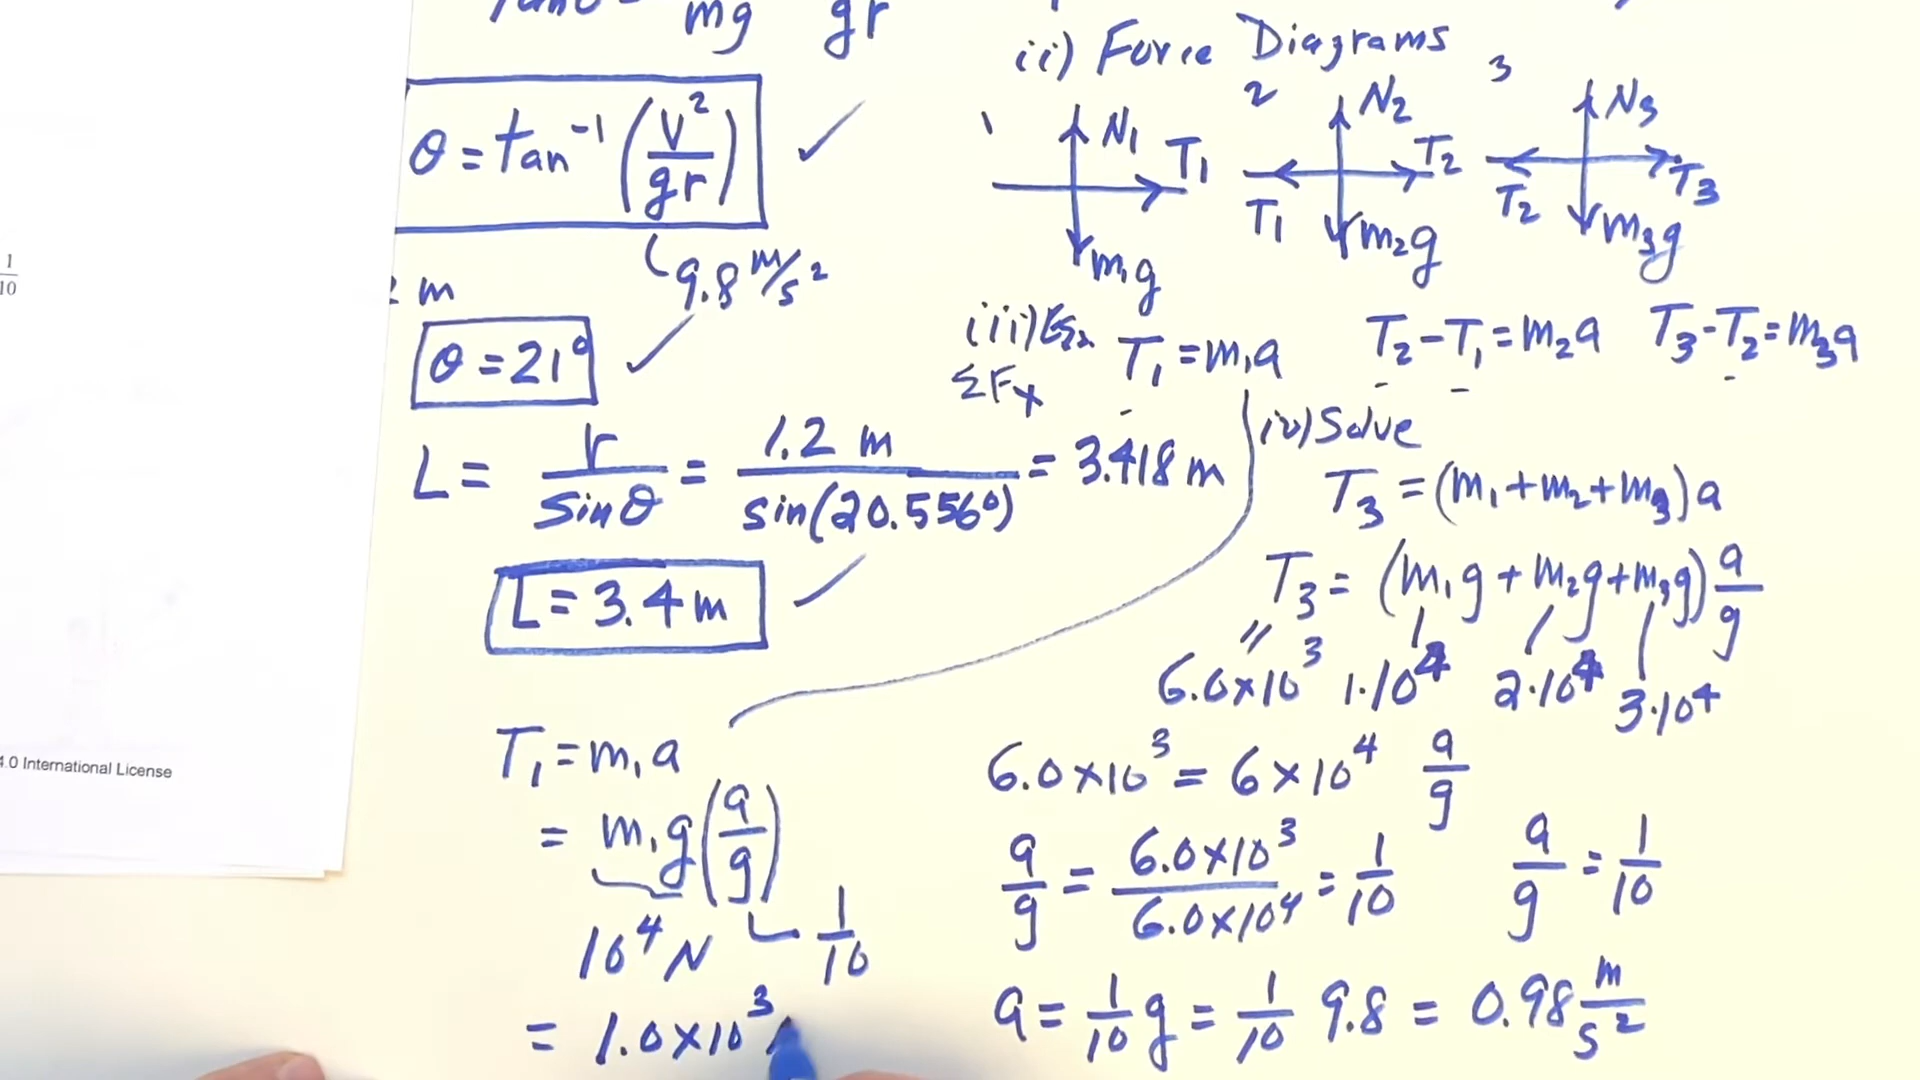 mg gr
θ = tan⁻¹ (v²/gr)
9.8 m/s²
m
θ = 21°
L = r/sinθ = 1.2 m/sin(20.556°) = 3.418 m
L = 3.4 m
1/10
4.0 International License
T₁ = m₁a
= m₁g (a/g)
10⁴ N 1/10
= 1.0×10³
ii) Force Diagrams
1 N₁ T₁ m₁g
2 N₂ T₂ T₁ m₂g
3 N₃ T₃ T₂ m₃g
iii) Eqn T₁ = m₁a T₂-T₁ = m₂a T₃-T₂ = m₃a
ΣFx
iv) Solve
T₃ = (m₁+m₂+m₃)a
T₃ = (m₁g + m₂g + m₃g) a/g
6.0×10³ 1·10⁴ 2·10⁴ 3·10⁴
6.0×10³ = 6×10⁴ a/g
a/g = 6.0×10³/6.0×10⁴ = 1/10 a/g = 1/10
a = 1/10 g = 1/10 9.8 = 0.98 m/s²